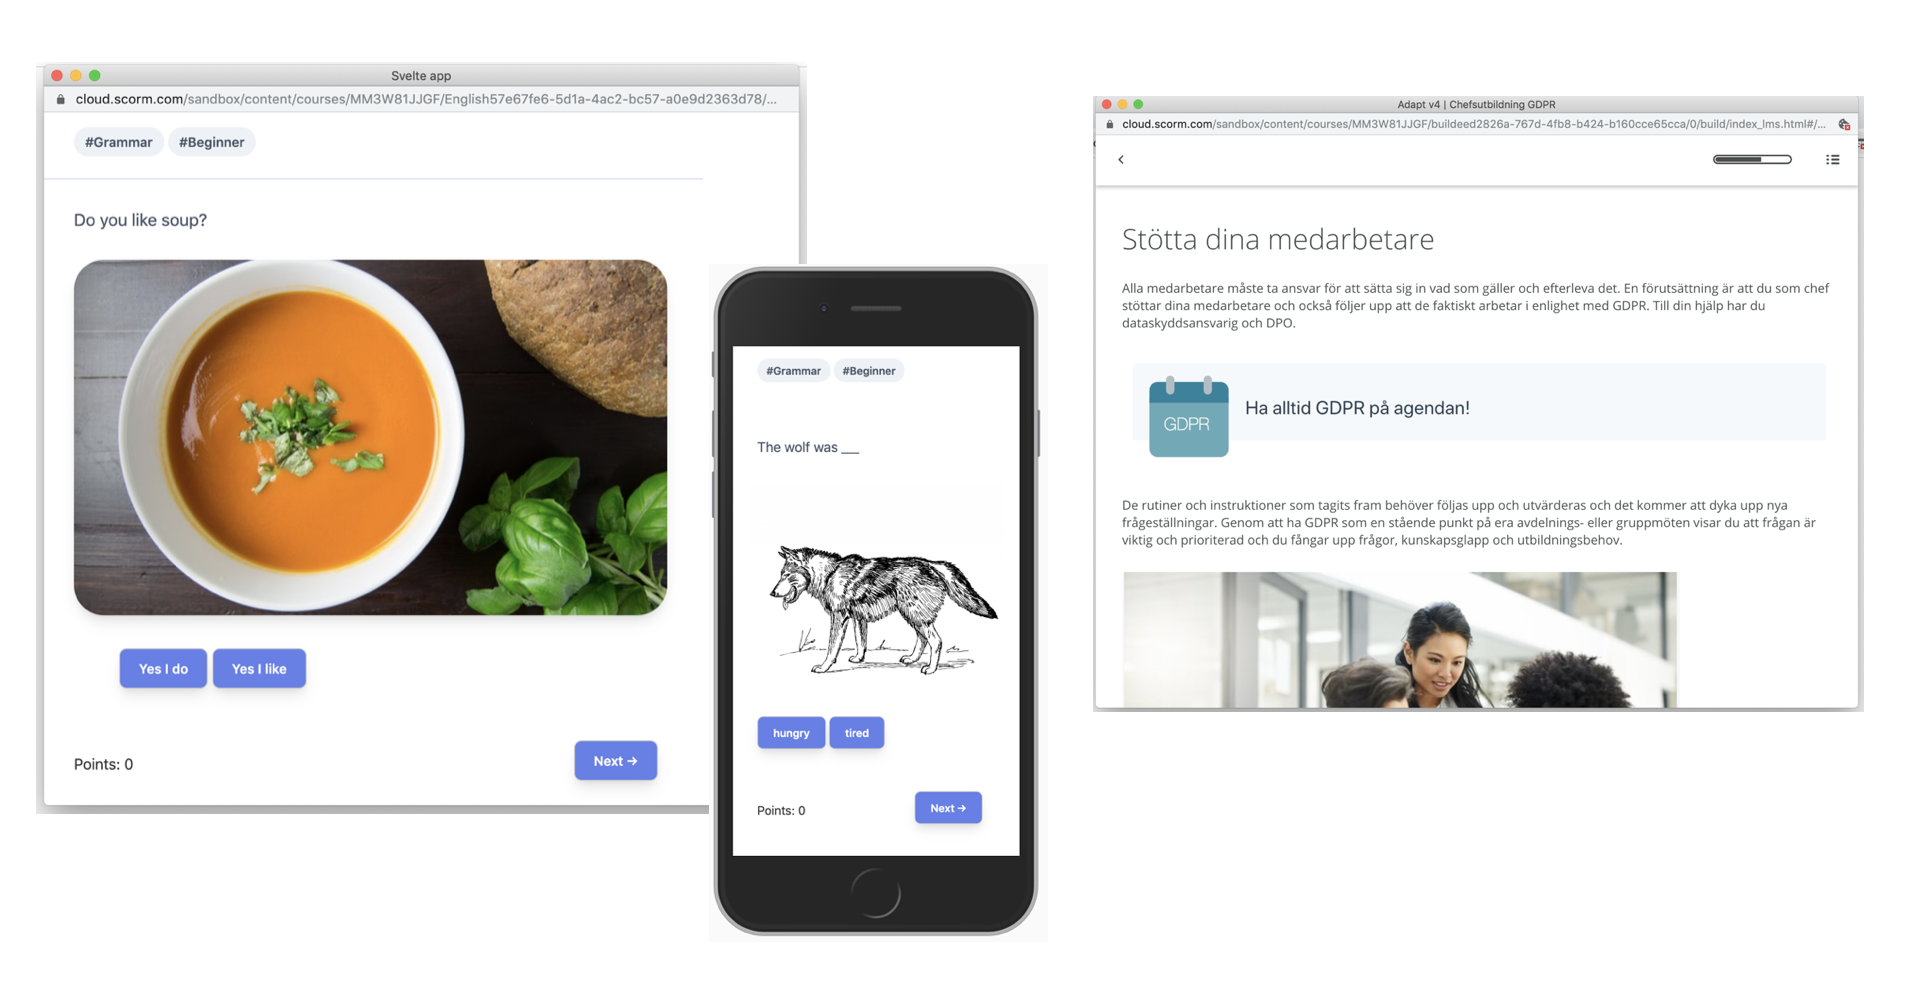 Svelte app
cloud.scorm.com/sandbox/content/courses/MM3W81JJGF/English57e67fe6-5d1a-4ac2-bc57-a0e9d2363d78/...
#Grammar #Beginner
Do you like soup?
Yes I do Yes I like
Points: 0 Next →
#Grammar #Beginner
The wolf was ___
hungry tired
Points: 0 Next →
Adapt v4 | Chefsutbildning GDPR
cloud.scorm.com/sandbox/content/courses/MM3W81JJGF/buildeed2826a-767d-4fb8-b424-b160cce65cca/0/build/index_lms.html#/...
Stötta dina medarbetare
Alla medarbetare måste ta ansvar för att sätta sig in vad som gäller och efterleva det. En förutsättning är att du som chef
stöttar dina medarbetare och också följer upp att de faktiskt arbetar i enlighet med GDPR. Till din hjälp har du
dataskyddsansvarig och DPO.
GDPR
Ha alltid GDPR på agendan!
De rutiner och instruktioner som tagits fram behöver följas upp och utvärderas och det kommer att dyka upp nya
frågeställningar. Genom att ha GDPR som en stående punkt på era avdelnings- eller gruppmöten visar du att frågan är
viktig och prioriterad och du fångar upp frågor, kunskapsglapp och utbildningsbehov.